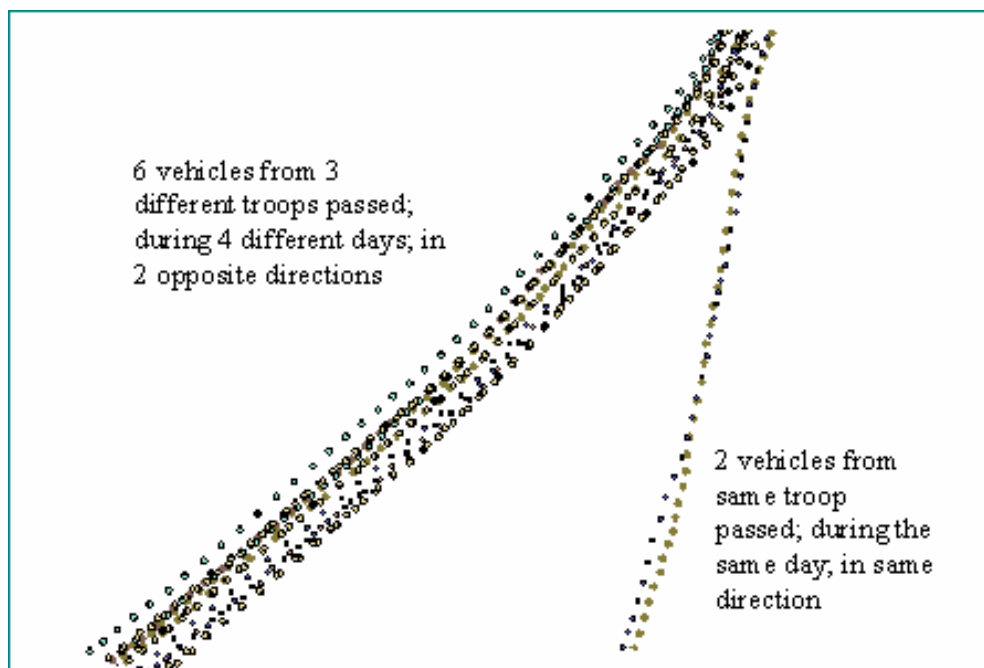 6 vehicles from 3
different troops passed;
during 4 different days; in
2 opposite directions
2 vehicles from
same troop
passed; during the
same day; in same
direction